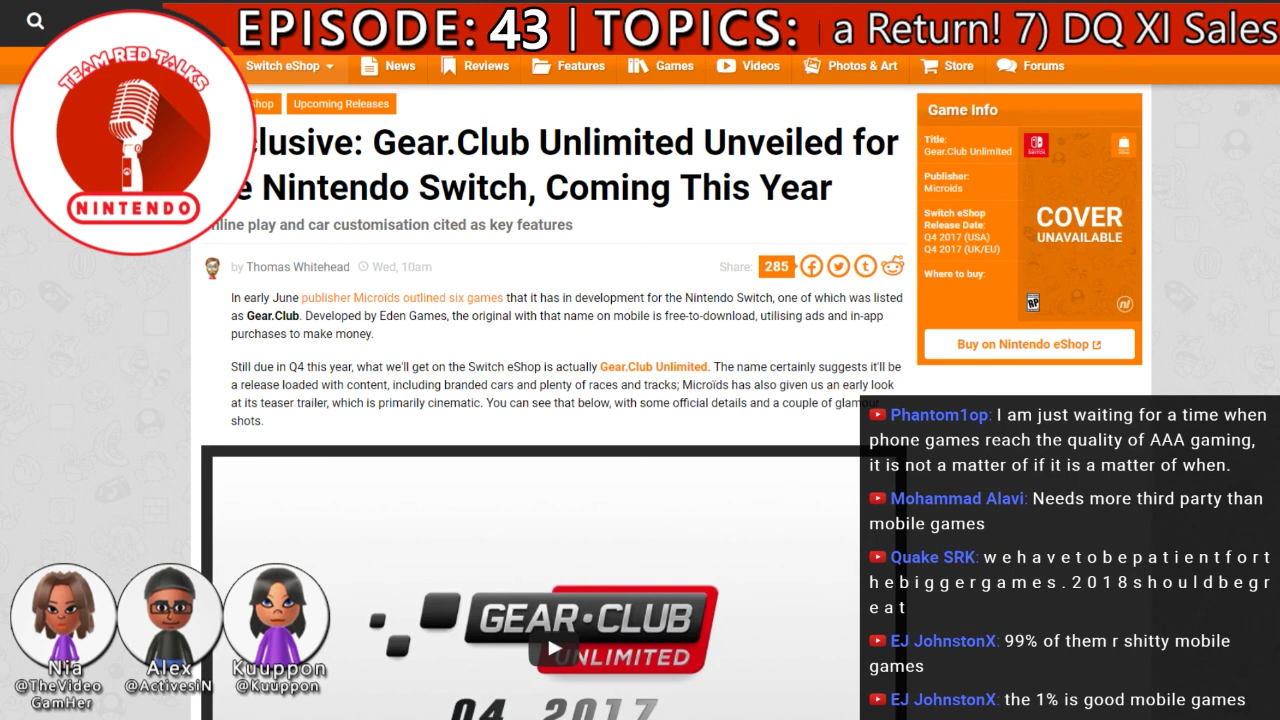 EPISODE: 43 | TOPICS: a Return! 7) DQ XI Sales
TEAM RED TALKS
NINTENDO
Switch eShop News Reviews Features Games Videos Photos & Art Store Forums
hop Upcoming Releases
clusive: Gear.Club Unlimited Unveiled for
e Nintendo Switch, Coming This Year
nline play and car customisation cited as key features
by Thomas Whitehead Wed, 10am
Share: 285
In early June publisher Microïds outlined six games that it has in development for the Nintendo Switch, one of which was listed
as Gear.Club. Developed by Eden Games, the original with that name on mobile is free-to-download, utilising ads and in-app
purchases to make money.
Still due in Q4 this year, what we'll get on the Switch eShop is actually Gear.Club Unlimited. The name certainly suggests it'll be
a release loaded with content, including branded cars and plenty of races and tracks; Microïds has also given us an early look
at its teaser trailer, which is primarily cinematic. You can see that below, with some official details and a couple of glamour
shots.
GEAR·CLUB
UNLIMITED
Q4 2017
Game Info
Title:
Gear.Club Unlimited
Publisher:
Microids
Switch eShop
Release Date:
Q4 2017 (USA)
Q4 2017 (UK/EU)
Where to buy:
COVER
UNAVAILABLE
RP
Buy on Nintendo eShop
Phantom1op: I am just waiting for a time when
phone games reach the quality of AAA gaming,
it is not a matter of if it is a matter of when.
Mohammad Alavi: Needs more third party than
mobile games
Quake SRK: w e h a v e t o b e p a t i e n t f o r t
h e b i g g e r g a m e s . 2 0 1 8 s h o u l d b e g r
e a t
EJ JohnstonX: 99% of them r shitty mobile
games
EJ JohnstonX: the 1% is good mobile games
Nia
@TheVideo
GamHer
Alex
@ActivesiN
Kuuppon
@Kuuppon